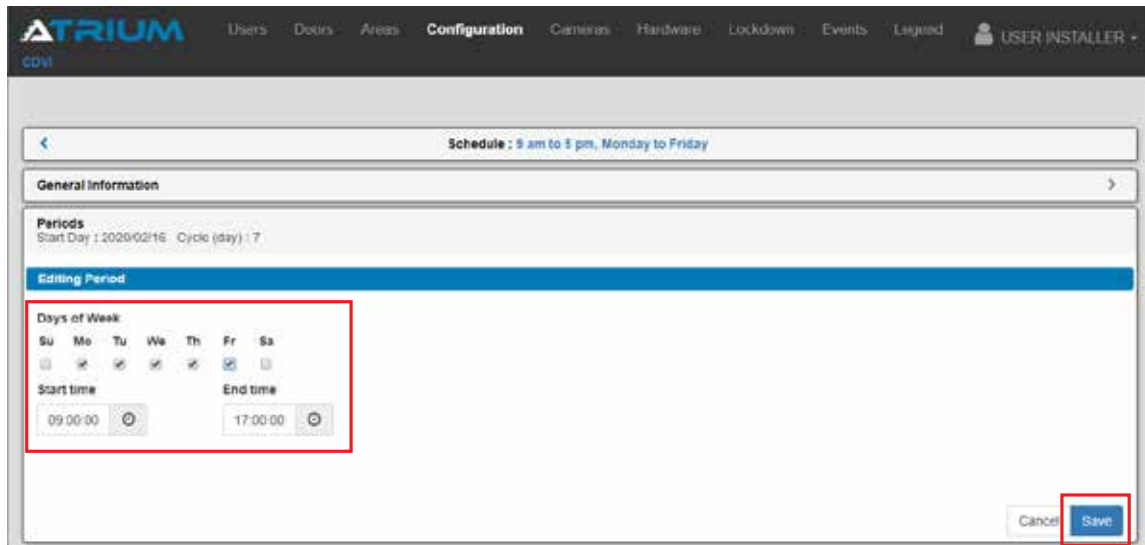 ATRIUM
CDVI
Users Doors Areas Configuration Cameras Hardware Lockdown Events Legend USER INSTALLER
Schedule : 9 am to 5 pm, Monday to Friday
General Information
Periods
Start Day : 2020/02/16 Cycle (day) : 7
Editing Period
Days of Week
Su Mo Tu We Th Fr Sa
Start time End time
09:00:00 17:00:00
Cancel Save